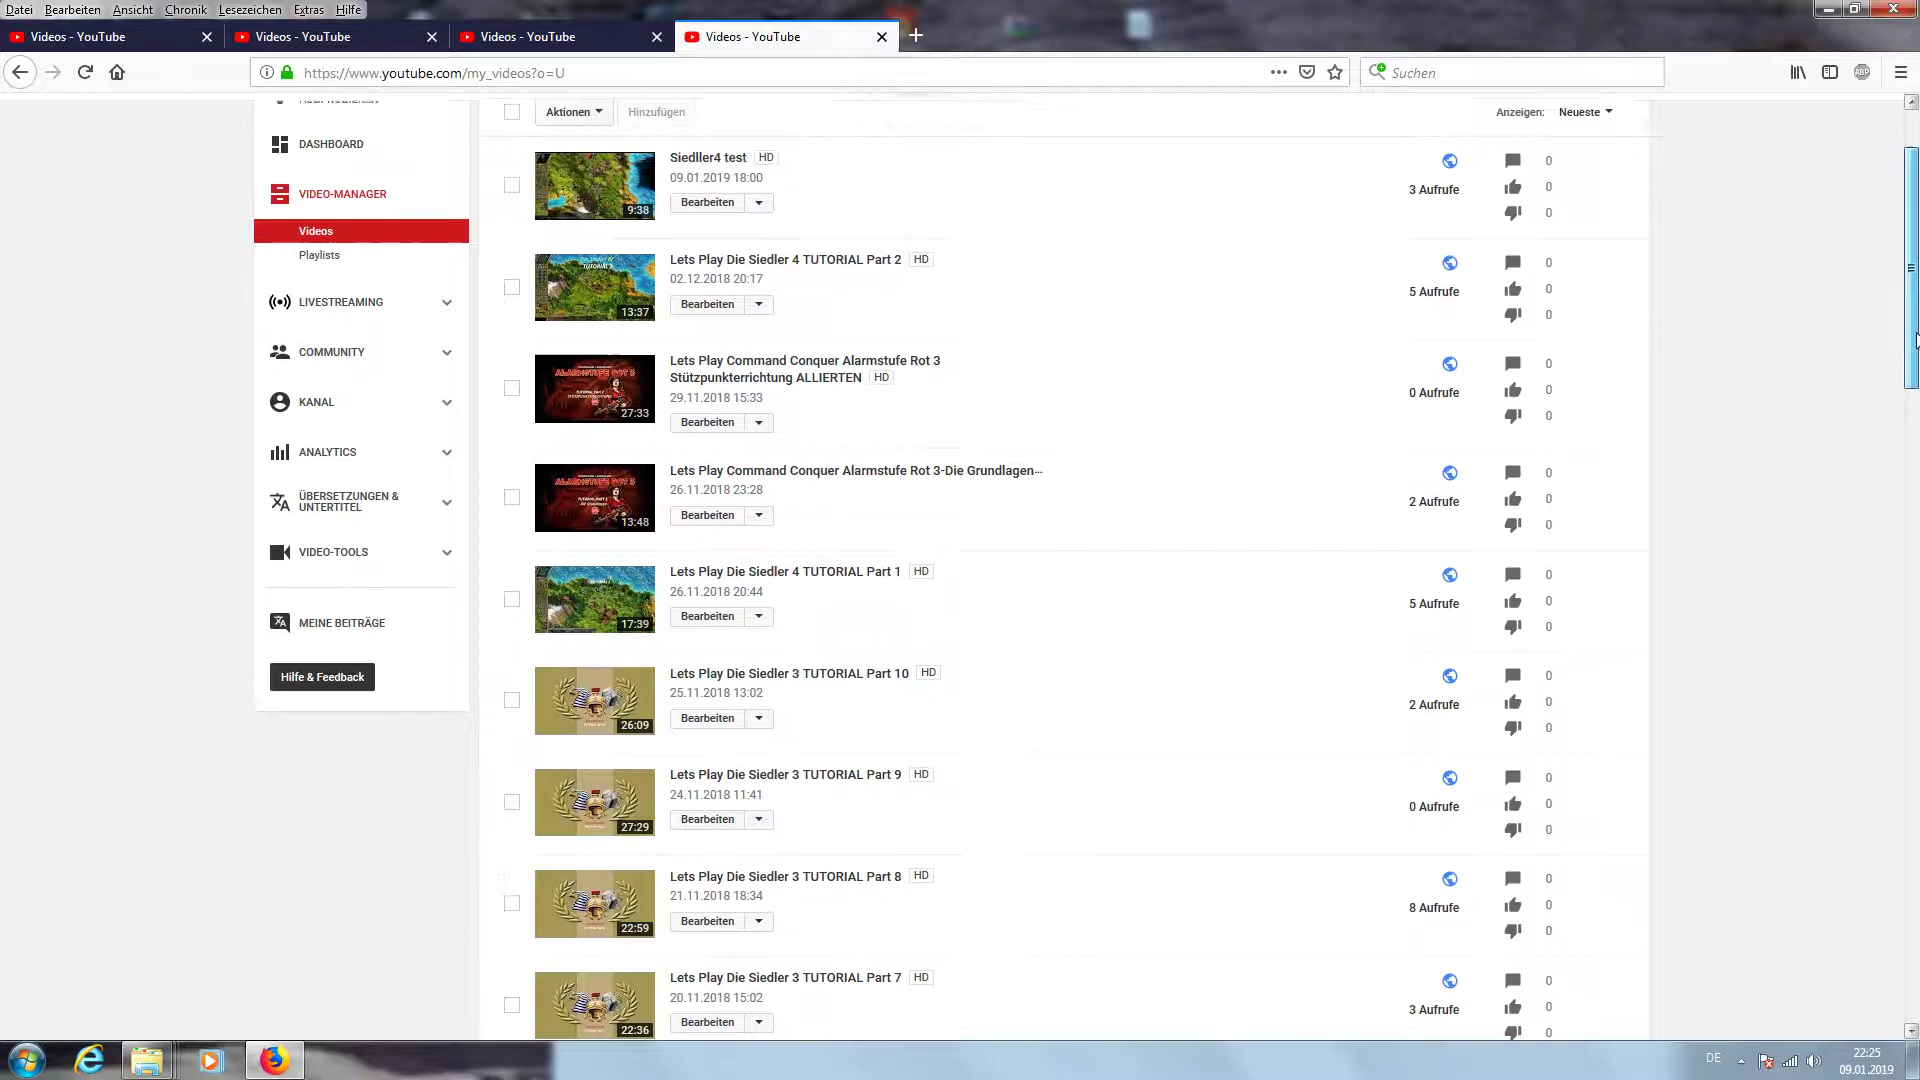 Datei Bearbeiten Ansicht Chronik Lesezeichen Extras Hilfe
Videos - YouTube
Videos - YouTube
Videos - YouTube
Videos - YouTube
https://www.youtube.com/my_videos?o=U
Suchen
ABP
DASHBOARD
VIDEO-MANAGER
Videos
Playlists
LIVESTREAMING
COMMUNITY
KANAL
ANALYTICS
ÜBERSETZUNGEN &
UNTERTITEL
VIDEO-TOOLS
MEINE BEITRÄGE
Hilfe & Feedback
Aktionen
Hinzufügen
Anzeigen: Neueste
Siedller4 test HD
09.01.2019 18:00
Bearbeiten
9:38
3 Aufrufe
0
0
0
Lets Play Die Siedler 4 TUTORIAL Part 2 HD
02.12.2018 20:17
Bearbeiten
13:37
5 Aufrufe
0
0
0
Lets Play Command Conquer Alarmstufe Rot 3
Stützpunkterrichtung ALLIERTEN HD
29.11.2018 15:33
Bearbeiten
ALARMSTUFE ROT 3
27:33
0 Aufrufe
0
0
0
Lets Play Command Conquer Alarmstufe Rot 3-Die Grundlagen...
26.11.2018 23:28
Bearbeiten
ALARMSTUFE ROT 3
13:48
2 Aufrufe
0
0
0
Lets Play Die Siedler 4 TUTORIAL Part 1 HD
26.11.2018 20:44
Bearbeiten
17:39
5 Aufrufe
0
0
0
Lets Play Die Siedler 3 TUTORIAL Part 10 HD
25.11.2018 13:02
Bearbeiten
26:09
2 Aufrufe
0
0
0
Lets Play Die Siedler 3 TUTORIAL Part 9 HD
24.11.2018 11:41
Bearbeiten
27:29
0 Aufrufe
0
0
0
Lets Play Die Siedler 3 TUTORIAL Part 8 HD
21.11.2018 18:34
Bearbeiten
22:59
8 Aufrufe
0
0
0
Lets Play Die Siedler 3 TUTORIAL Part 7 HD
20.11.2018 15:02
Bearbeiten
22:36
3 Aufrufe
0
0
0
DE
22:25
09.01.2019